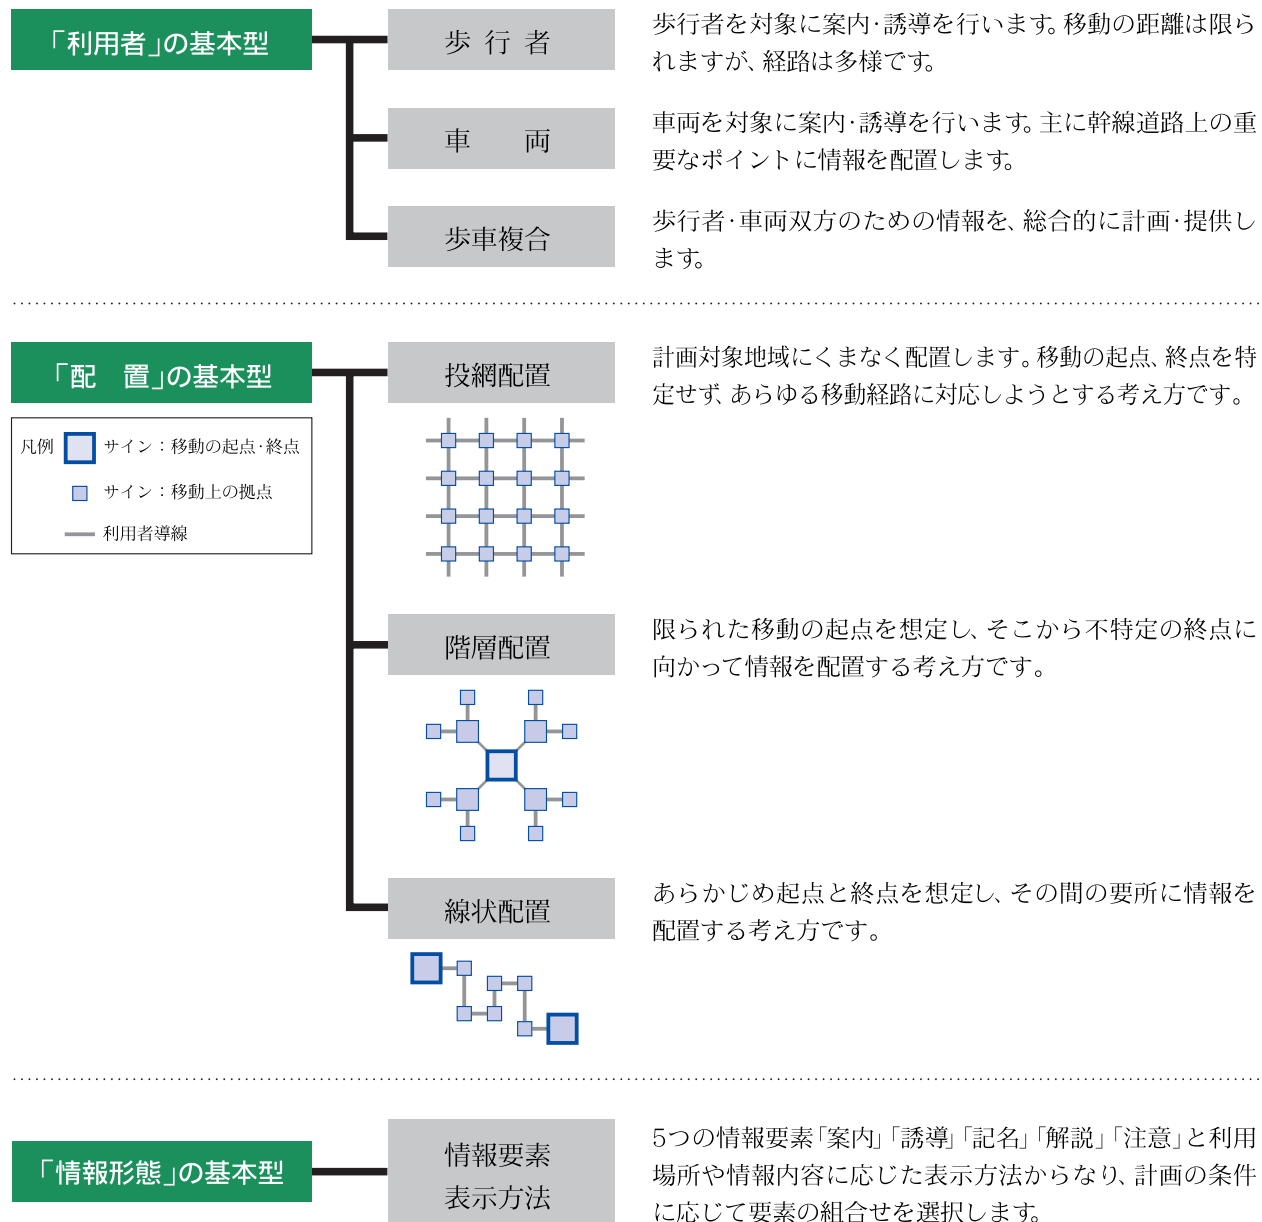 「利用者」の基本型
歩 行 者
歩行者を対象に案内・誘導を行います。移動の距離は限ら
れますが、経路は多様です。
車　　両
車両を対象に案内・誘導を行います。主に幹線道路上の重
要なポイントに情報を配置します。
歩車複合
歩行者・車両双方のための情報を、総合的に計画・提供し
ます。
「配　置」の基本型
投網配置
計画対象地域にくまなく配置します。移動の起点、終点を特
定せず、あらゆる移動経路に対応しようとする考え方です。
凡例
サイン：移動の起点・終点
サイン：移動上の拠点
利用者導線
階層配置
限られた移動の起点を想定し、そこから不特定の終点に
向かって情報を配置する考え方です。
線状配置
あらかじめ起点と終点を想定し、その間の要所に情報を
配置する考え方です。
「情報形態」の基本型
情報要素
表示方法
5つの情報要素「案内」「誘導」「記名」「解説」「注意」と利用
場所や情報内容に応じた表示方法からなり、計画の条件
に応じて要素の組合せを選択します。